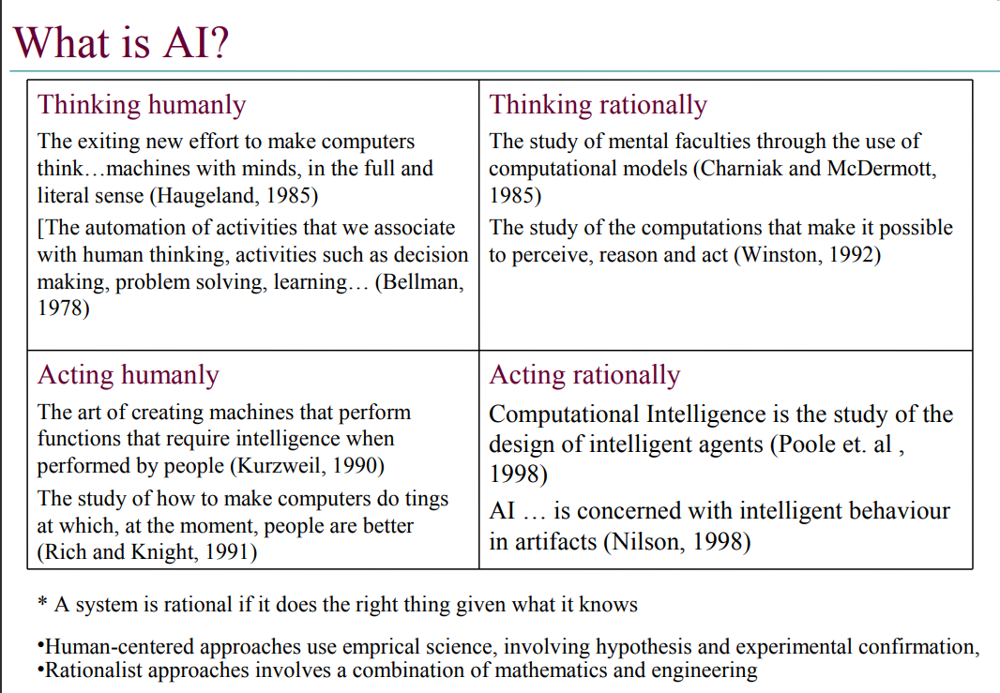 What is AI?
Thinking humanly
The exiting new effort to make computers
think…machines with minds, in the full and
literal sense (Haugeland, 1985)
[The automation of activities that we associate
with human thinking, activities such as decision
making, problem solving, learning… (Bellman,
1978)
Thinking rationally
The study of mental faculties through the use of
computational models (Charniak and McDermott,
1985)
The study of the computations that make it possible
to perceive, reason and act (Winston, 1992)
Acting humanly
The art of creating machines that perform
functions that require intelligence when
performed by people (Kurzweil, 1990)
The study of how to make computers do tings
at which, at the moment, people are better
(Rich and Knight, 1991)
Acting rationally
Computational Intelligence is the study of the
design of intelligent agents (Poole et. al ,
1998)
AI … is concerned with intelligent behaviour
in artifacts (Nilson, 1998)
* A system is rational if it does the right thing given what it knows
•Human-centered approaches use emprical science, involving hypothesis and experimental confirmation,
•Rationalist approaches involves a combination of mathematics and engineering